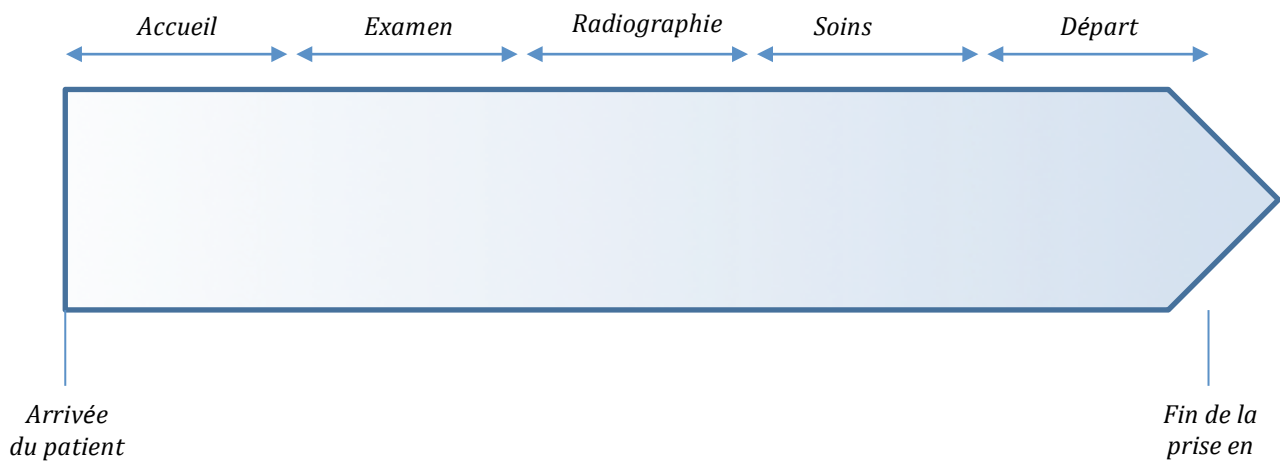 Accueil Examen Radiographie Soins Départ
Arrivée
du patient
Fin de la
prise en